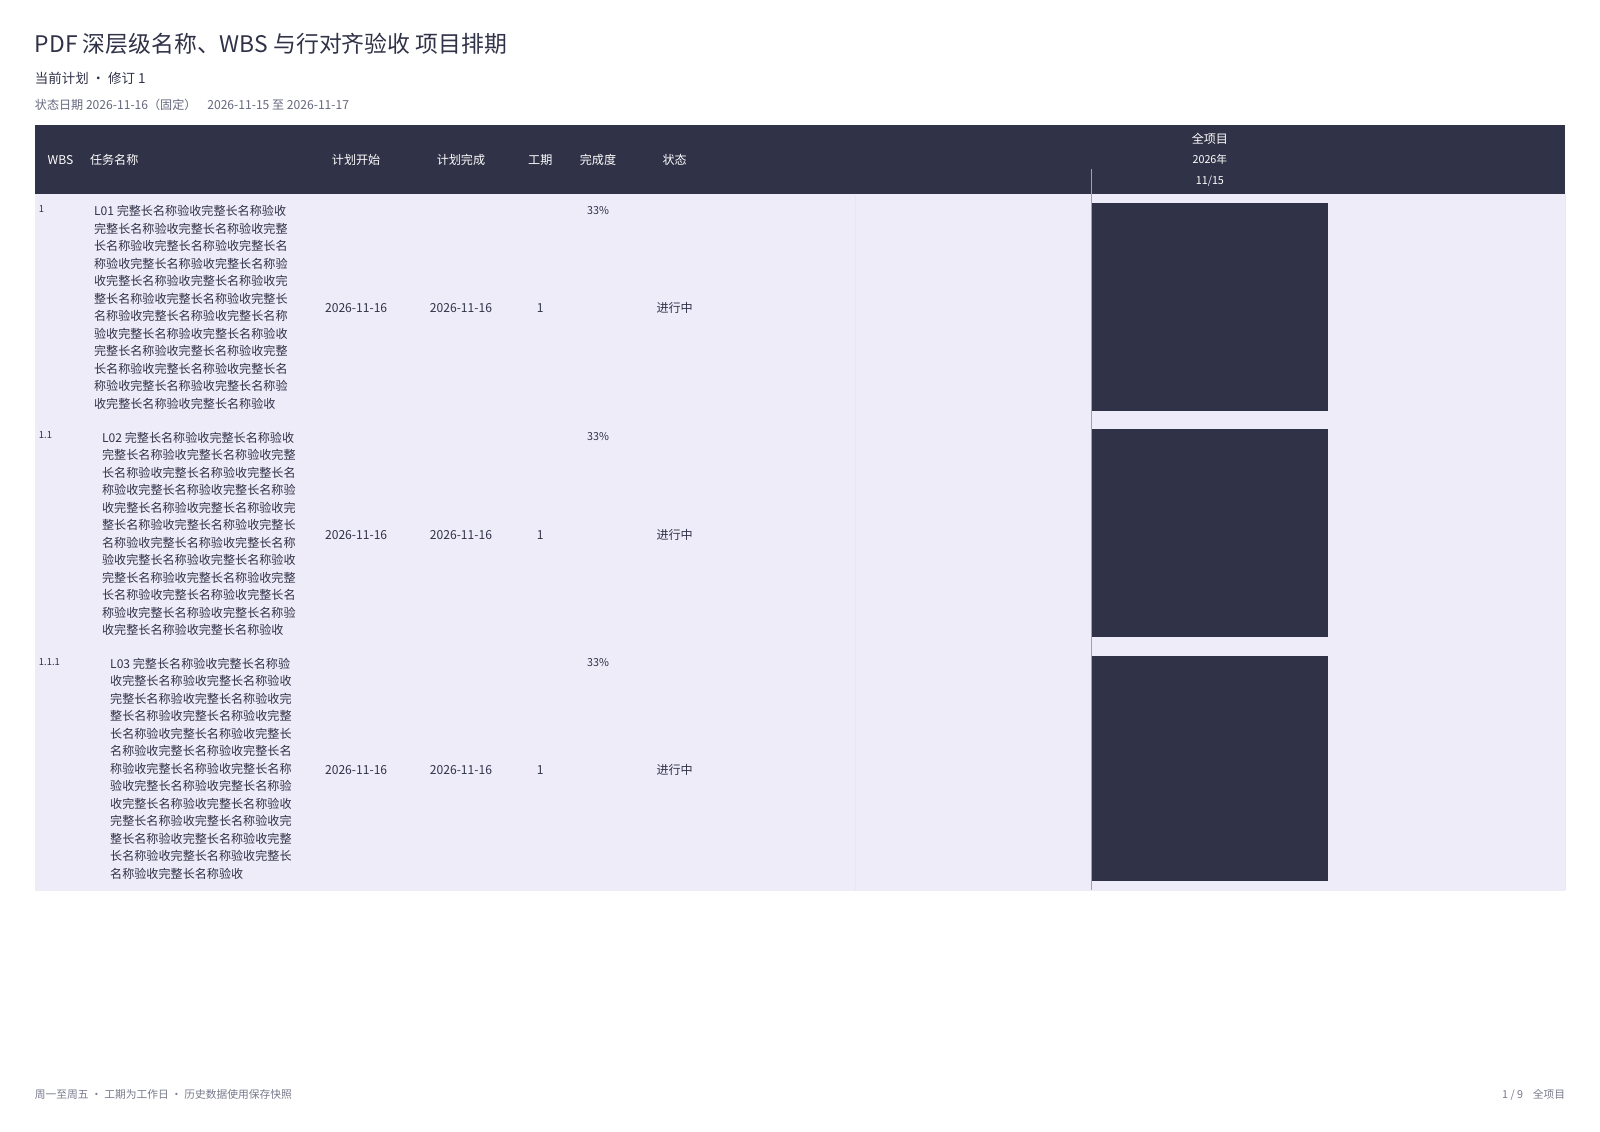 PDF 深层级名称、WBS 与行对齐验收 项目排期
当前计划 · 修订 1
状态日期 2026-11-16（固定） 2026-11-15 至 2026-11-17
WBS 任务名称 计划开始 计划完成 工期 完成度 状态 全项目
2026年
11/15
1 L01 完整长名称验收完整长名称验收 33%
完整长名称验收完整长名称验收完整
长名称验收完整长名称验收完整长名
称验收完整长名称验收完整长名称验
收完整长名称验收完整长名称验收完
整长名称验收完整长名称验收完整长
名称验收完整长名称验收完整长名称
2026-11-16 2026-11-16 1 进行中
验收完整长名称验收完整长名称验收
完整长名称验收完整长名称验收完整
长名称验收完整长名称验收完整长名
称验收完整长名称验收完整长名称验
收完整长名称验收完整长名称验收
1.1 L02 完整长名称验收完整长名称验收 33%
完整长名称验收完整长名称验收完整
长名称验收完整长名称验收完整长名
称验收完整长名称验收完整长名称验
收完整长名称验收完整长名称验收完
整长名称验收完整长名称验收完整长
名称验收完整长名称验收完整长名称
2026-11-16 2026-11-16 1 进行中
验收完整长名称验收完整长名称验收
完整长名称验收完整长名称验收完整
长名称验收完整长名称验收完整长名
称验收完整长名称验收完整长名称验
收完整长名称验收完整长名称验收
1.1.1 L03 完整长名称验收完整长名称验 33%
收完整长名称验收完整长名称验收
完整长名称验收完整长名称验收完
整长名称验收完整长名称验收完整
长名称验收完整长名称验收完整长
名称验收完整长名称验收完整长名
称验收完整长名称验收完整长名称
2026-11-16 2026-11-16 1 进行中
验收完整长名称验收完整长名称验
收完整长名称验收完整长名称验收
完整长名称验收完整长名称验收完
整长名称验收完整长名称验收完整
长名称验收完整长名称验收完整长
名称验收完整长名称验收
周一至周五 · 工期为工作日 · 历史数据使用保存快照 1 / 9 全项目